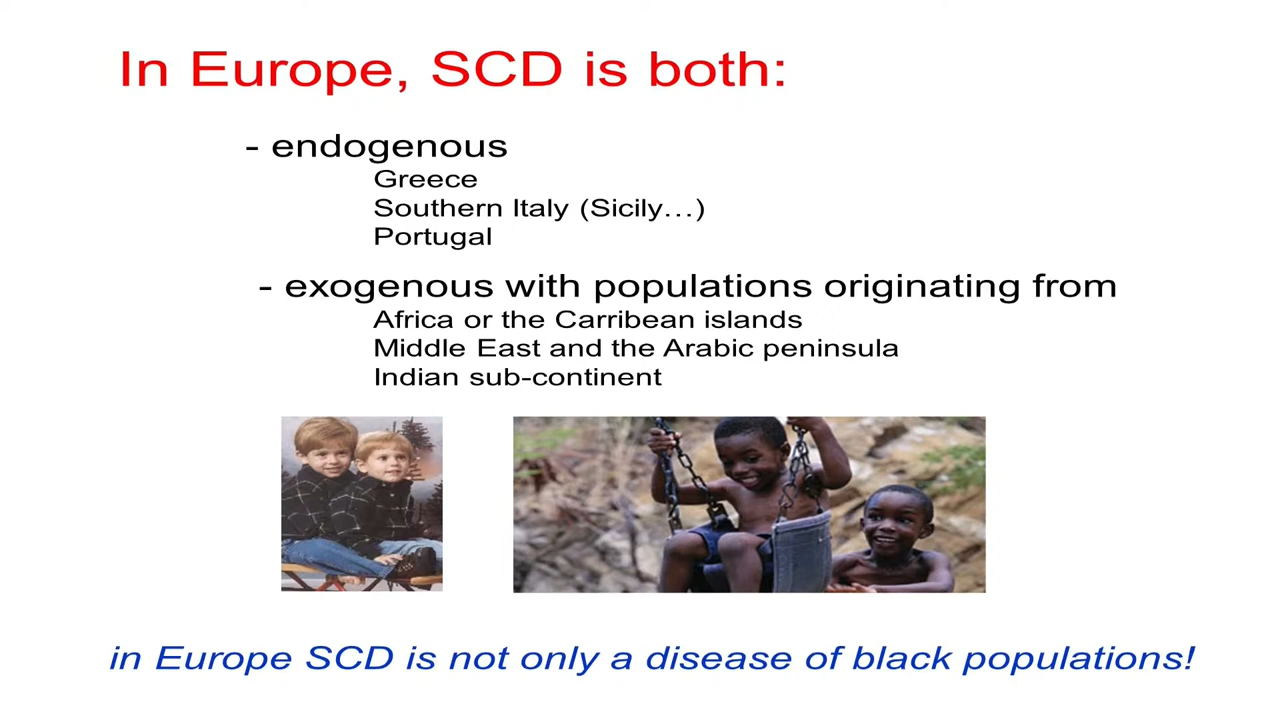 In Europe, SCD is both:
- endogenous
Greece
Southern Italy (Sicily…)
Portugal
- exogenous with populations originating from
Africa or the Carribean islands
Middle East and the Arabic peninsula
Indian sub-continent
in Europe SCD is not only a disease of black populations!